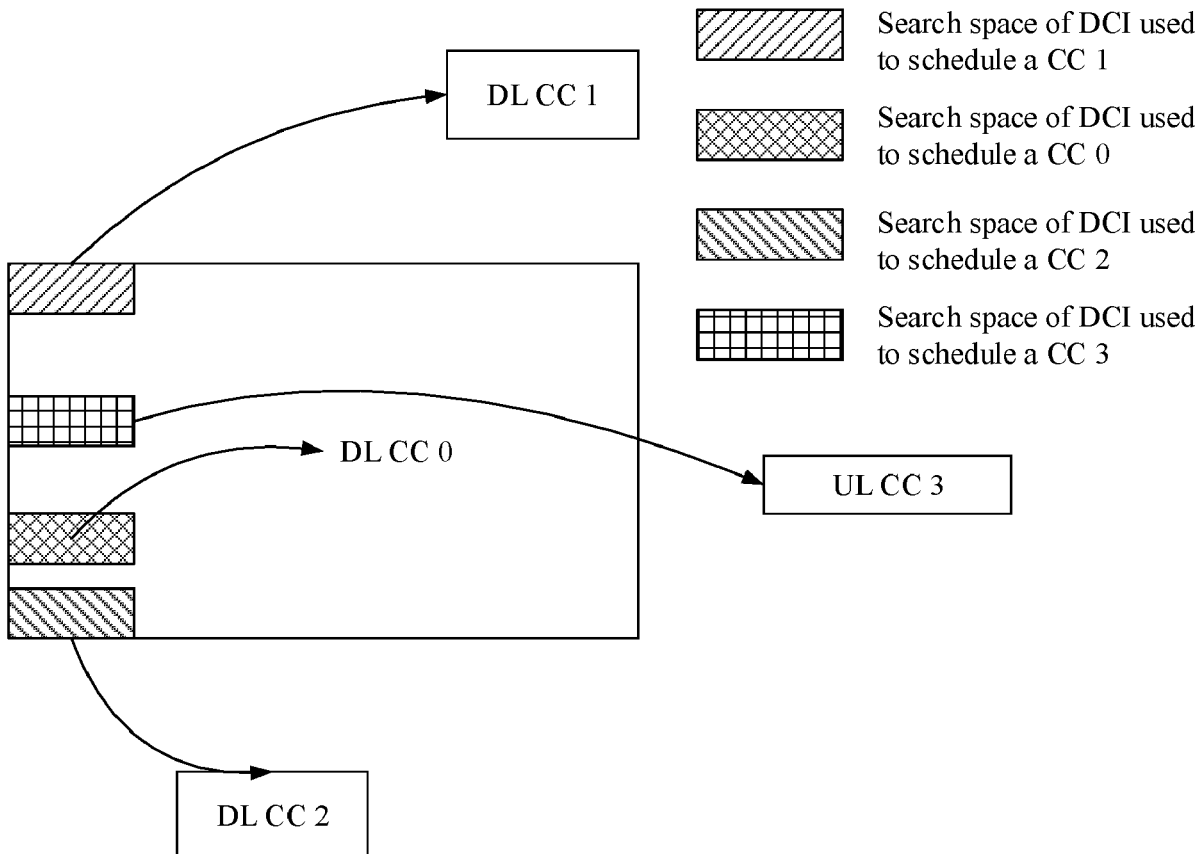 DL CC 1
Search space of DCI used
to schedule a CC 1
Search space of DCI used
to schedule a CC 0
Search space of DCI used
to schedule a CC 2
Search space of DCI used
to schedule a CC 3
DL CC 0
UL CC 3
DL CC 2